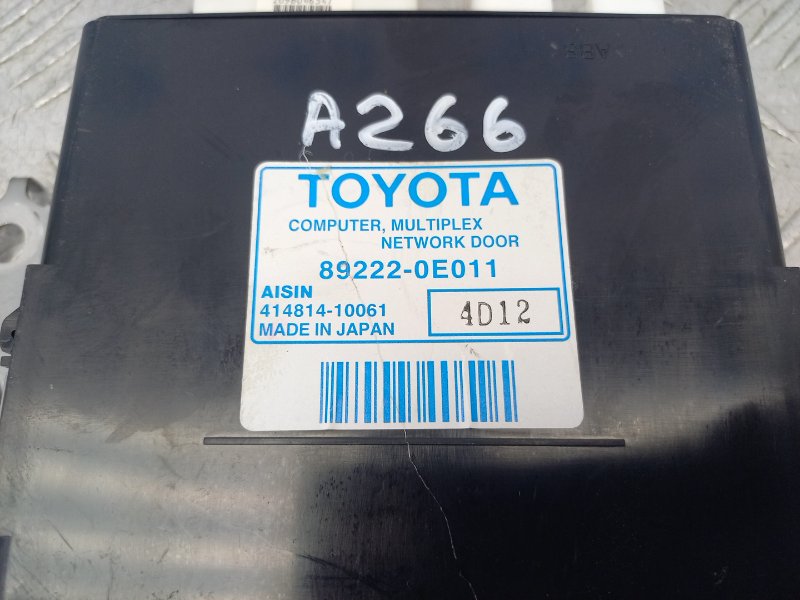 A266
TOYOTA
COMPUTER, MULTIPLEX
NETWORK DOOR
89222-0E011
AISIN
414814-10061
4D12
MADE IN JAPAN